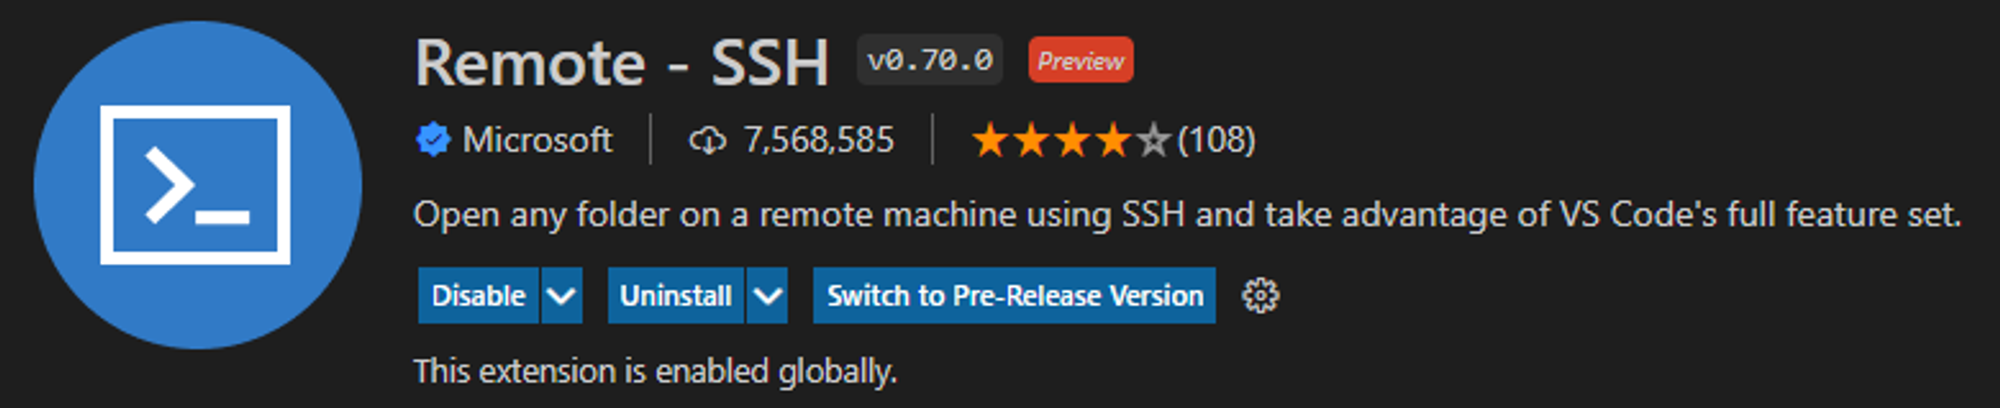 Remote - SSH v0.70.0 Preview
Microsoft 7,568,585 (108)
Open any folder on a remote machine using SSH and take advantage of VS Code's full feature set.
Disable Uninstall Switch to Pre-Release Version
This extension is enabled globally.